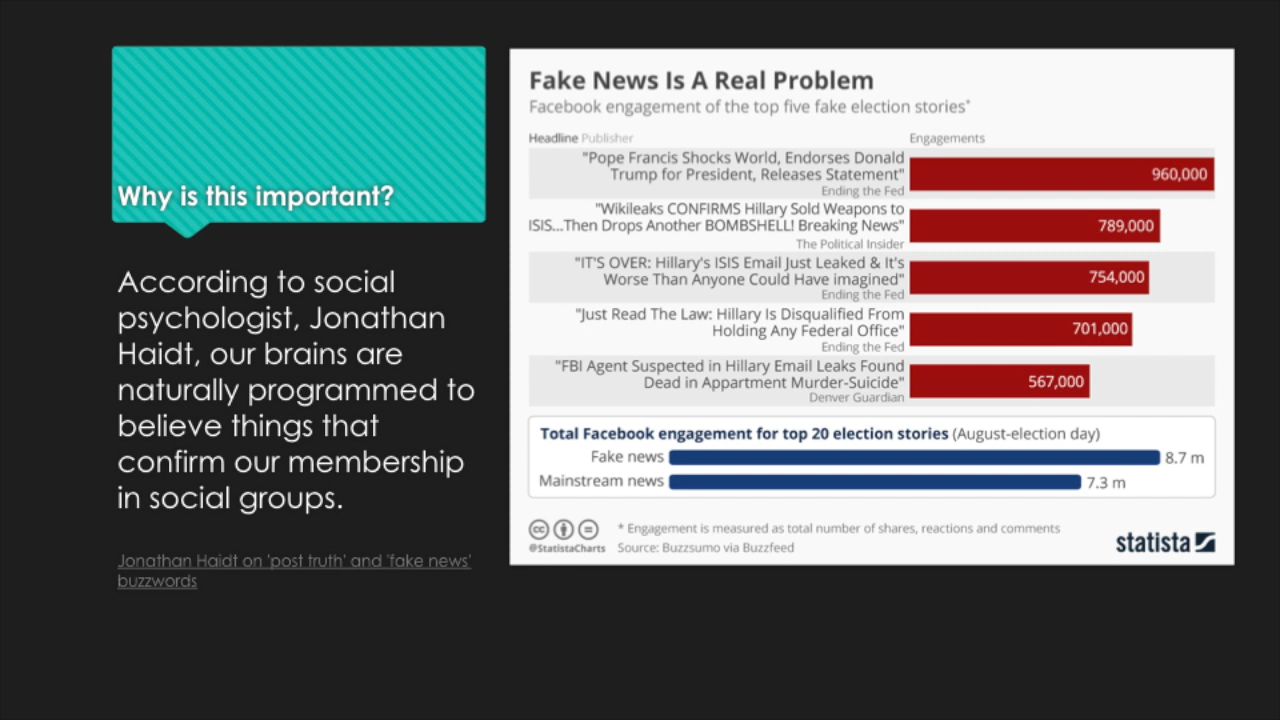 Why is this important?
According to social
psychologist, Jonathan
Haidt, our brains are
naturally programmed to
believe things that
confirm our membership
in social groups.
Jonathan Haidt on 'post truth' and 'fake news'
buzzwords
Fake News Is A Real Problem
Facebook engagement of the top five fake election stories*
Headline Publisher Engagements
"Pope Francis Shocks World, Endorses Donald
Trump for President, Releases Statement"
Ending the Fed
960,000
"Wikileaks CONFIRMS Hillary Sold Weapons to
ISIS...Then Drops Another BOMBSHELL! Breaking News"
The Political Insider
789,000
"IT'S OVER: Hillary's ISIS Email Just Leaked & It's
Worse Than Anyone Could Have imagined"
Ending the Fed
754,000
"Just Read The Law: Hillary Is Disqualified From
Holding Any Federal Office"
Ending the Fed
701,000
"FBI Agent Suspected in Hillary Email Leaks Found
Dead in Appartment Murder-Suicide"
Denver Guardian
567,000
Total Facebook engagement for top 20 election stories (August-election day)
Fake news 8.7 m
Mainstream news 7.3 m
cc
@StatistaCharts
* Engagement is measured as total number of shares, reactions and comments
Source: Buzzsumo via Buzzfeed
statista